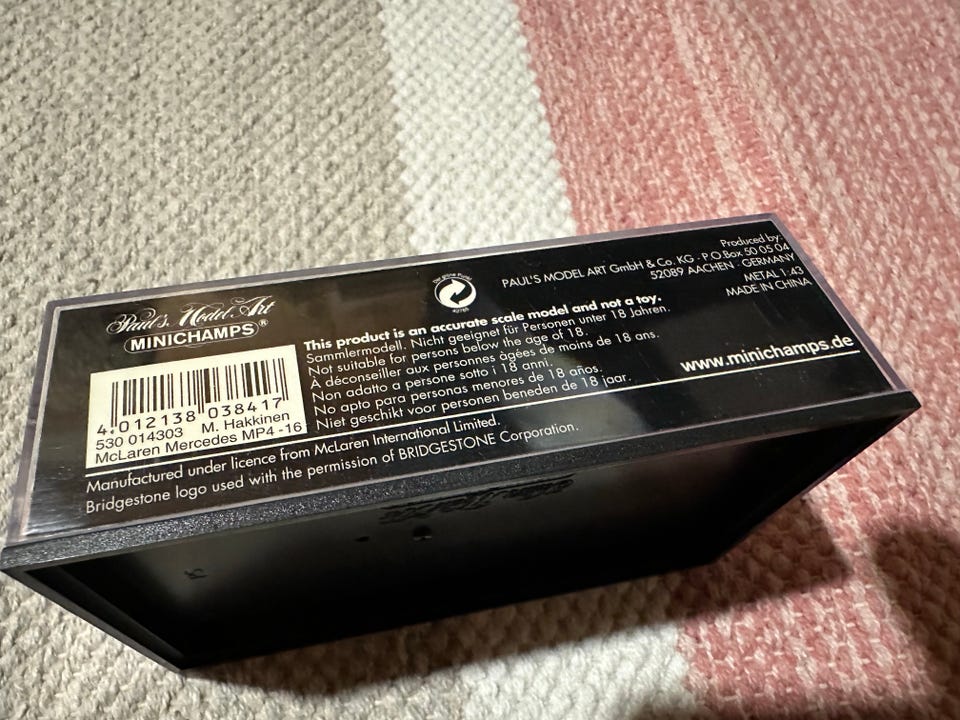 Paul's Model Art
MINICHAMPS®
4 012138 038417
530 014303 M. Hakkinen
McLaren Mercedes MP4-16
Der Grüne Punkt
Produced by:
PAUL'S MODEL ART GmbH & Co. KG · P.O.Box 50 05 04
52089 AACHEN · GERMANY
METAL 1:43
MADE IN CHINA
This product is an accurate scale model and not a toy.
Sammlermodell. Nicht geeignet für Personen unter 18 Jahren.
Not suitable for persons below the age of 18.
À déconseiller aux personnes âgées de moins de 18 ans.
Non adatto a persone sotto i 18 anni.
No apto para personas menores de 18 años.
Niet geschikt voor personen beneden de 18 jaar.
www.minichamps.de
Manufactured under licence from McLaren International Limited.
Bridgestone logo used with the permission of BRIDGESTONE Corporation.